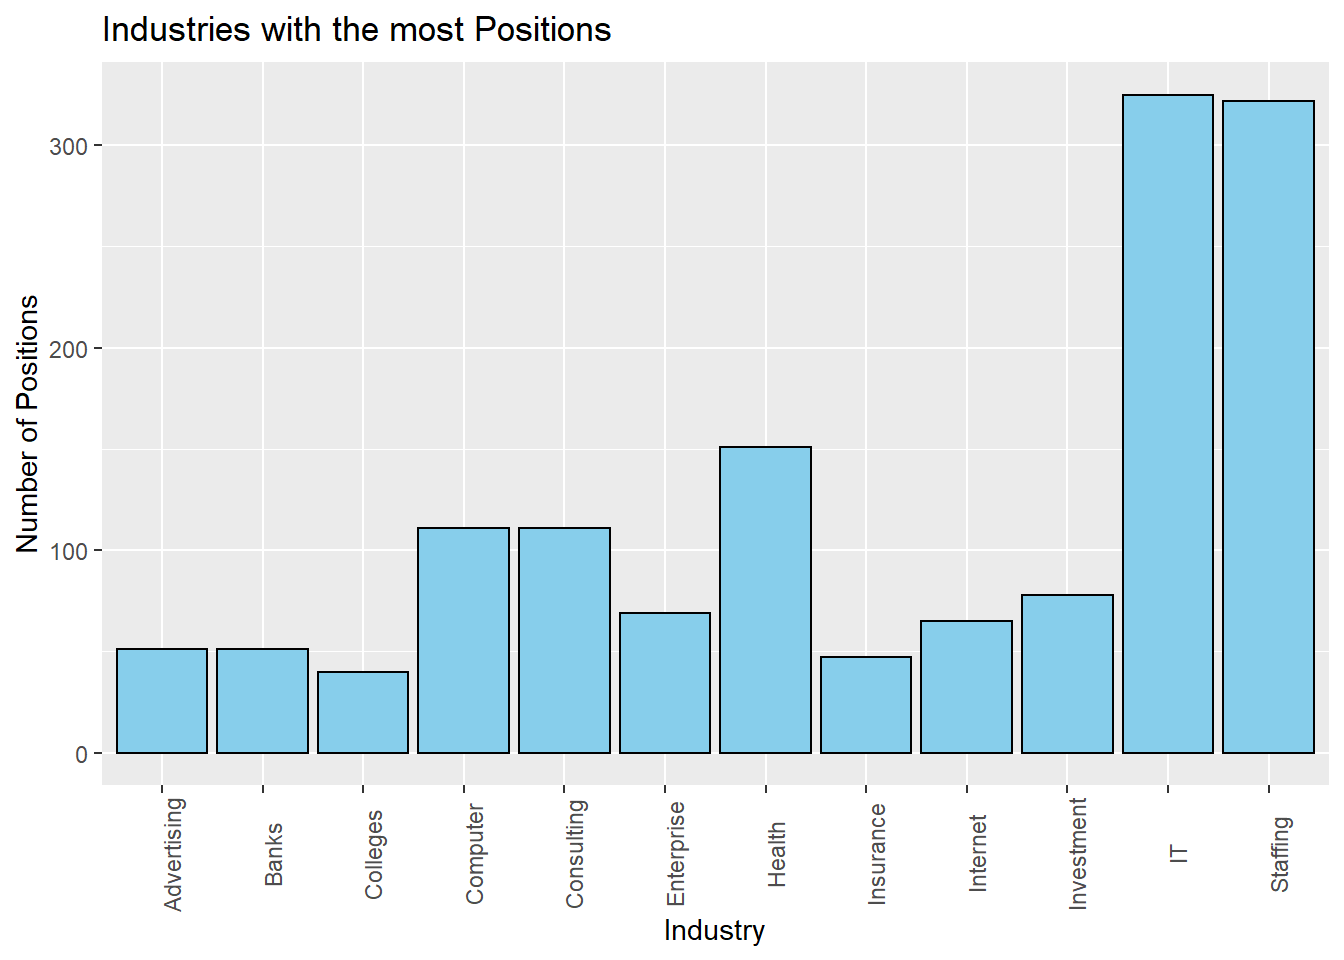 Industries with the most Positions
Number of Positions
300
200
100
0
Advertising
Banks
Colleges
Computer
Consulting
Enterprise
Health
Insurance
Internet
Investment
IT
Staffing
Industry